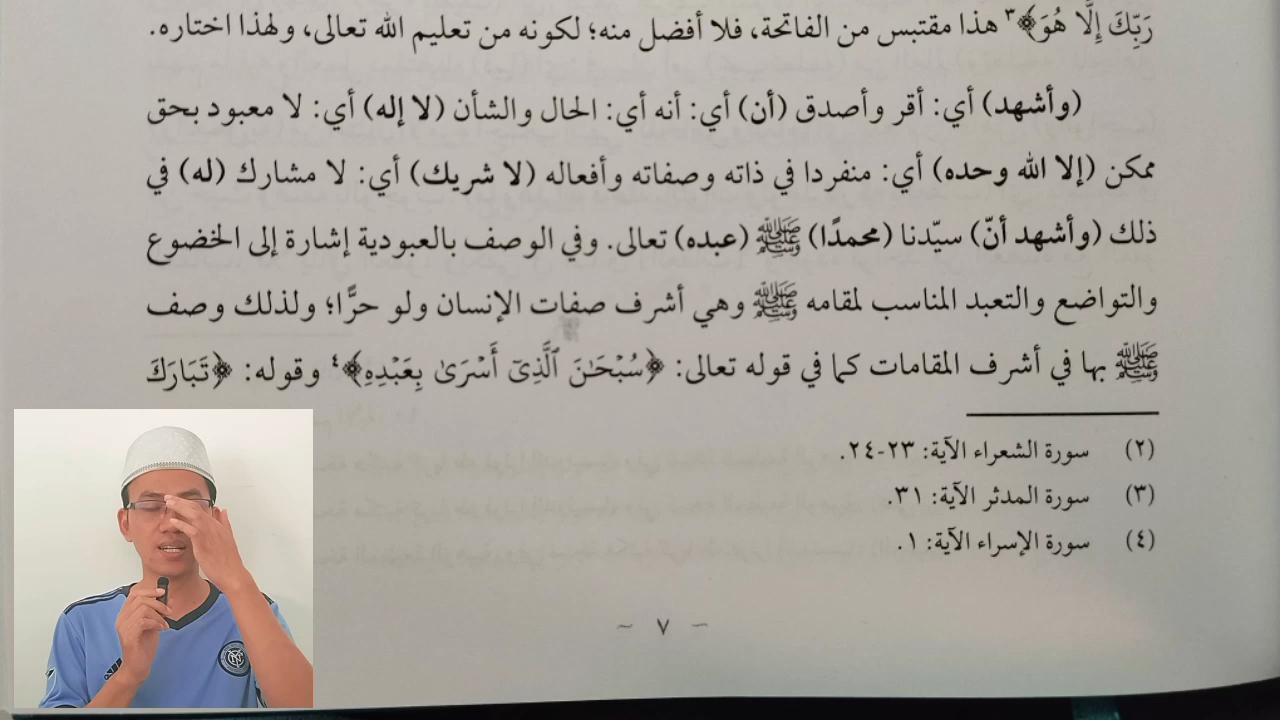 رَبِّكَ إِلَّا هُوَ﴾٣ هذا مقتبس من الفاتحة، فلا أفضل منه؛ لكونه من تعليم الله تعالى، ولهذا اختاره.
(وأشهد) أي: أقر وأصدق (أن) أي: أنه أي: الحال والشأن (لا إله) أي: لا معبود بحق
ممكن (إلا الله وحده) أي: منفردا في ذاته وصفاته وأفعاله (لا شريك) أي: لا مشارك (له) في
ذلك (وأشهد أنّ) سيّدنا (محمدًا) ﷺ (عبده) تعالى. وفي الوصف بالعبودية إشارة إلى الخضوع
والتواضع والتعبد المناسب لمقامه ﷺ وهي أشرف صفات الإنسان ولو حرًّا؛ ولذلك وصف
ﷺ بها في أشرف المقامات كما في قوله تعالى: ﴿سُبْحَـٰنَ ٱلَّذِىٓ أَسْرَىٰ بِعَبْدِهِ﴾٤ وقوله: ﴿تَبَارَكَ
(٢) سورة الشعراء الآية: ٢٣-٢٤.
(٣) سورة المدثر الآية: ٣١.
(٤) سورة الإسراء الآية: ١.
~ ٧ ~